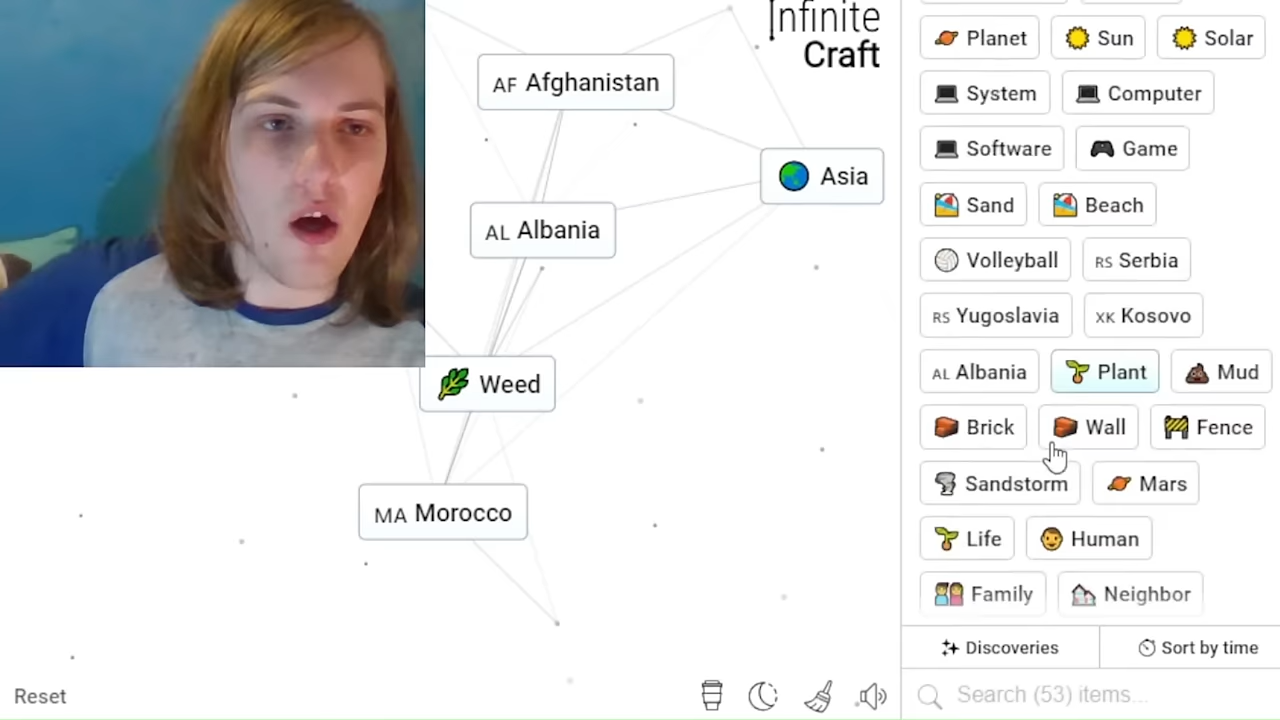 Infinite
Craft
AF Afghanistan
Asia
AL Albania
Weed
MA Morocco
Reset
Planet Sun Solar
System Computer
Software Game
Sand Beach
Volleyball RS Serbia
RS Yugoslavia XK Kosovo
AL Albania Plant Mud
Brick Wall Fence
Sandstorm Mars
Life Human
Family Neighbor
Discoveries Sort by time
Search (53) items...